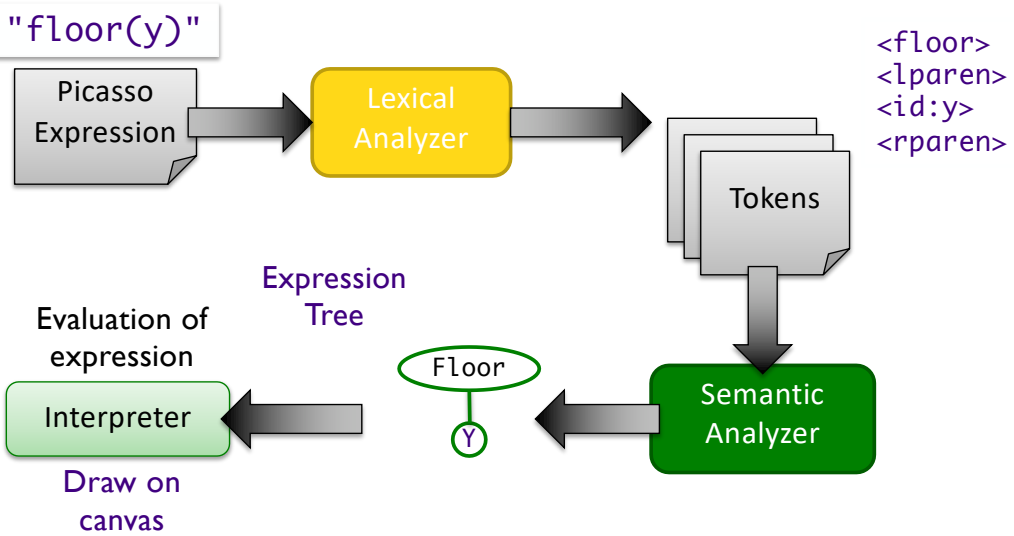 "floor(y)"
Picasso
Expression
Lexical
Analyzer
<floor>
<lparen>
<id:y>
<rparen>
Tokens
Expression
Tree
Evaluation of
expression
Interpreter
Draw on
canvas
Floor
Y
Semantic
Analyzer